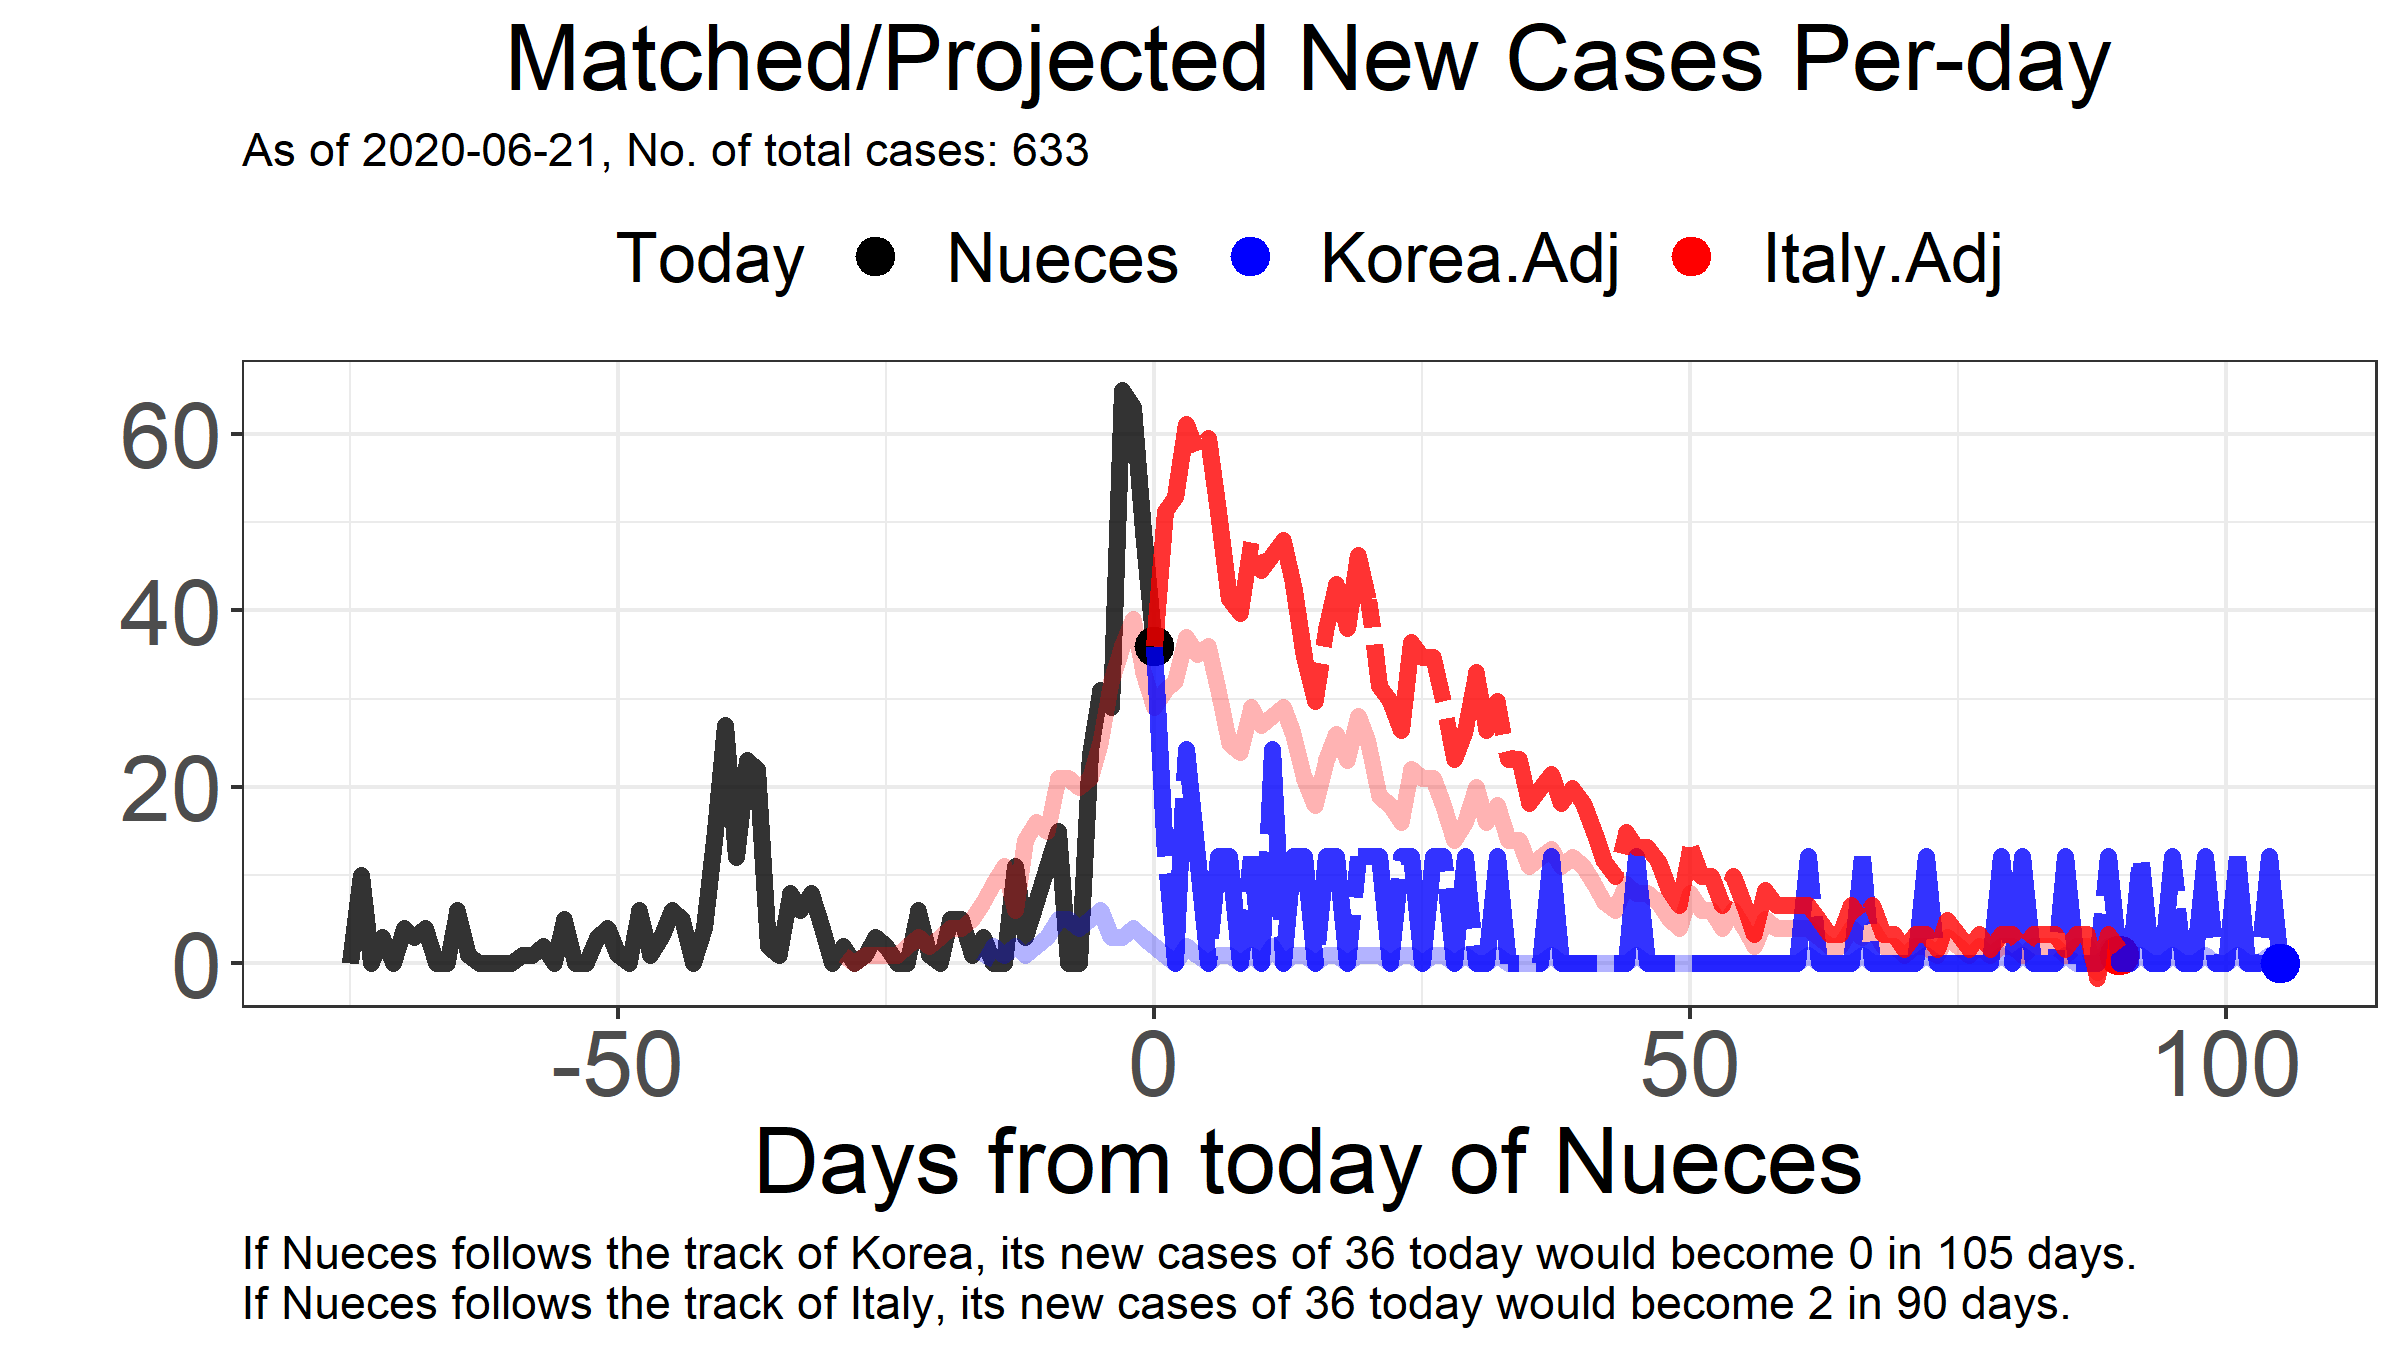 Matched/Projected New Cases Per-day
As of 2020-06-21, No. of total cases: 633
Today Nueces Korea.Adj Italy.Adj
60
40
20
0
-50 0 50 100
Days from today of Nueces
If Nueces follows the track of Korea, its new cases of 36 today would become 0 in 105 days.
If Nueces follows the track of Italy, its new cases of 36 today would become 2 in 90 days.